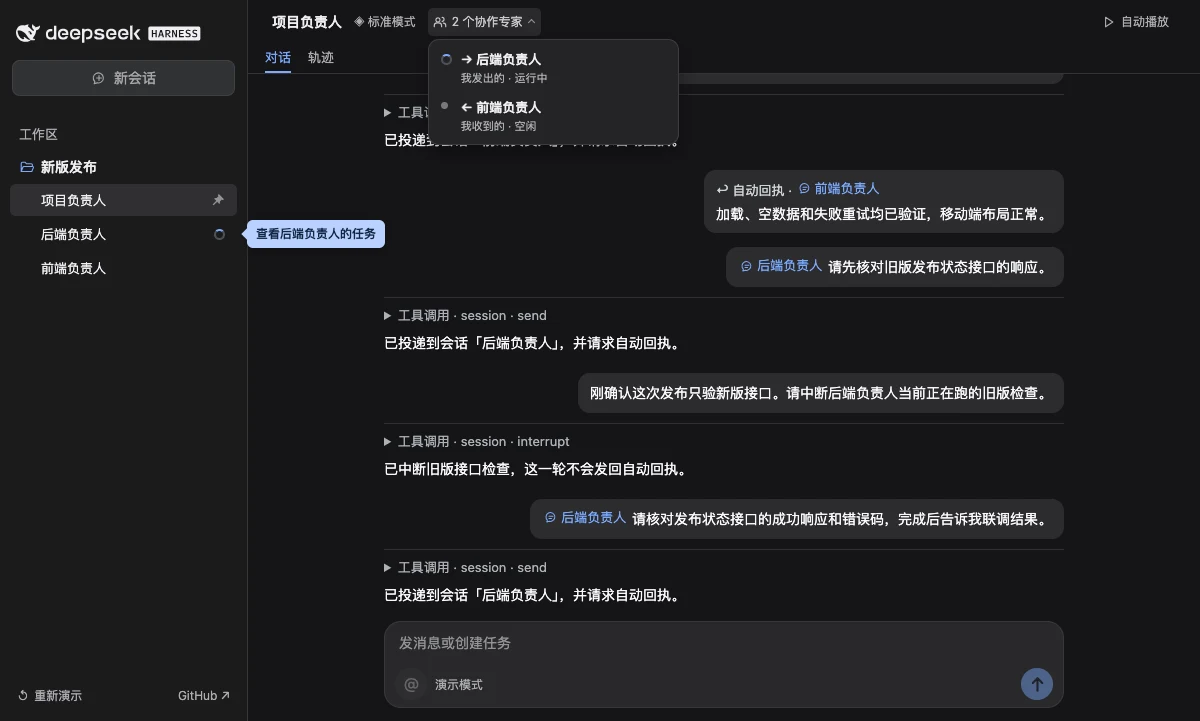 deepseek HARNESS
新会话
工作区
新版发布
项目负责人
后端负责人
前端负责人
重新演示
GitHub
项目负责人 标准模式 2 个协作专家
自动播放
对话 轨迹
→ 后端负责人
我发出的 · 运行中
← 前端负责人
我收到的 · 空闲
查看后端负责人的任务
工具
已投递
自动回执 · 前端负责人
加载、空数据和失败重试均已验证，移动端布局正常。
后端负责人 请先核对旧版发布状态接口的响应。
工具调用 · session · send
已投递到会话「后端负责人」，并请求自动回执。
刚确认这次发布只验新版接口。请中断后端负责人当前正在跑的旧版检查。
工具调用 · session · interrupt
已中断旧版接口检查，这一轮不会发回自动回执。
后端负责人 请核对发布状态接口的成功响应和错误码，完成后告诉我联调结果。
工具调用 · session · send
已投递到会话「后端负责人」，并请求自动回执。
发消息或创建任务
@ 演示模式